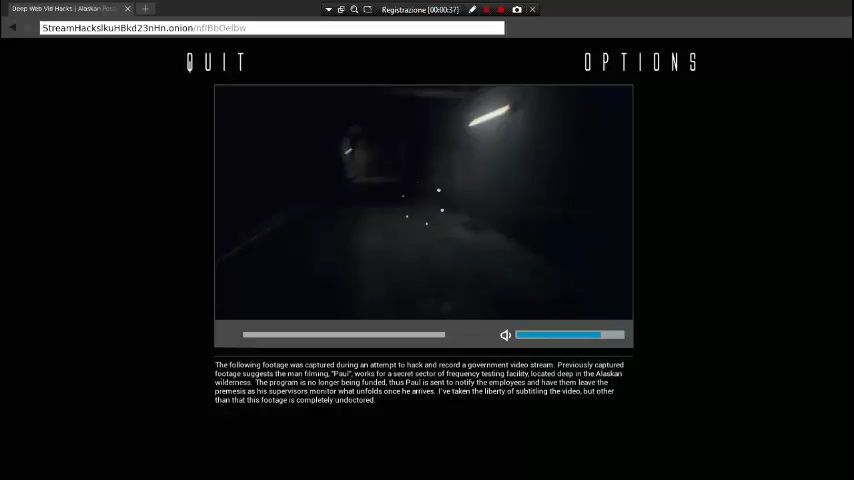 Deep Web Vid Hacks | Alaskan
Registrazione [00:00:37]
StreamHackslkuHBkd23nHn.onion/nfIBbOeIbw
QUIT
OPTIONS
The following footage was captured during an attempt to hack and record a government video stream. Previously captured
footage suggests the man filming, "Paul", works for a secret sector of frequency testing facility, located deep in the Alaskan
wilderness. The program is no longer being funded, thus Paul is sent to notify the employees and have them leave the
premesis as his supervisors monitor what unfolds once he arrives. I've taken the liberty of subtitling the video, but other
than that this footage is completely undoctored.